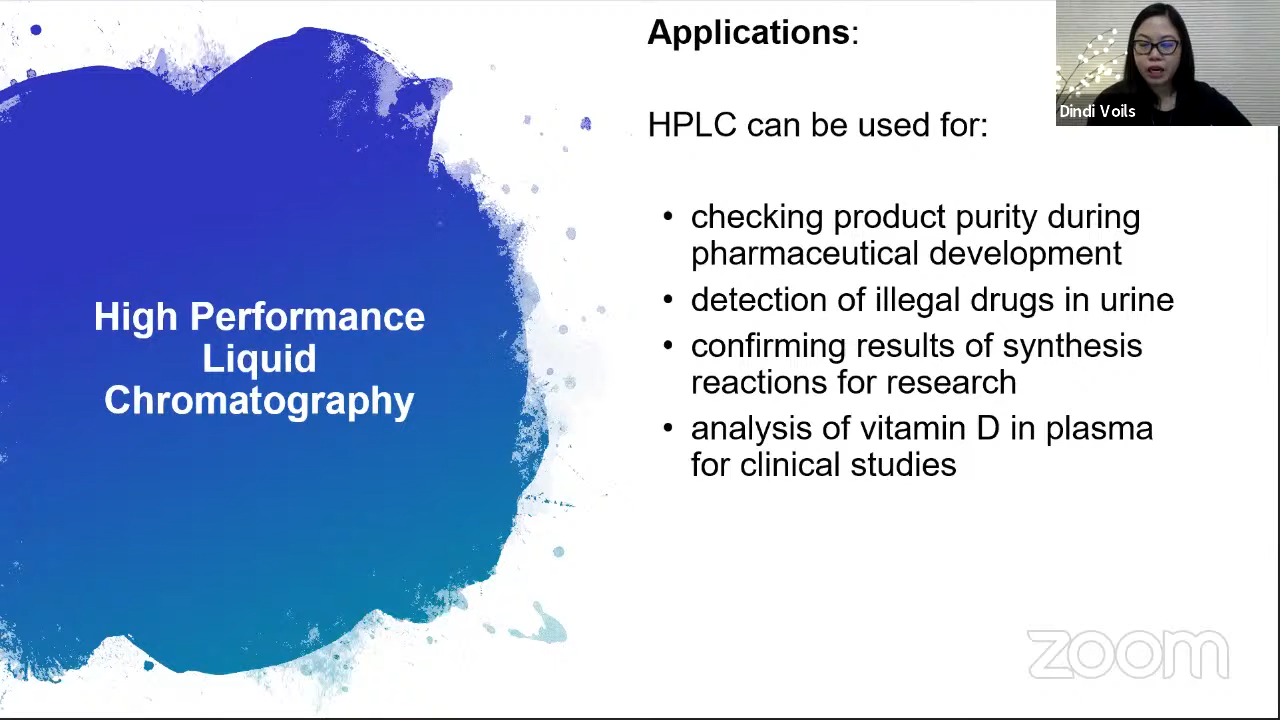 Applications:
Dindi Voils
HPLC can be used for:
• checking product purity during
pharmaceutical development
• detection of illegal drugs in urine
• confirming results of synthesis
reactions for research
• analysis of vitamin D in plasma
for clinical studies
High Performance
Liquid
Chromatography
zoom